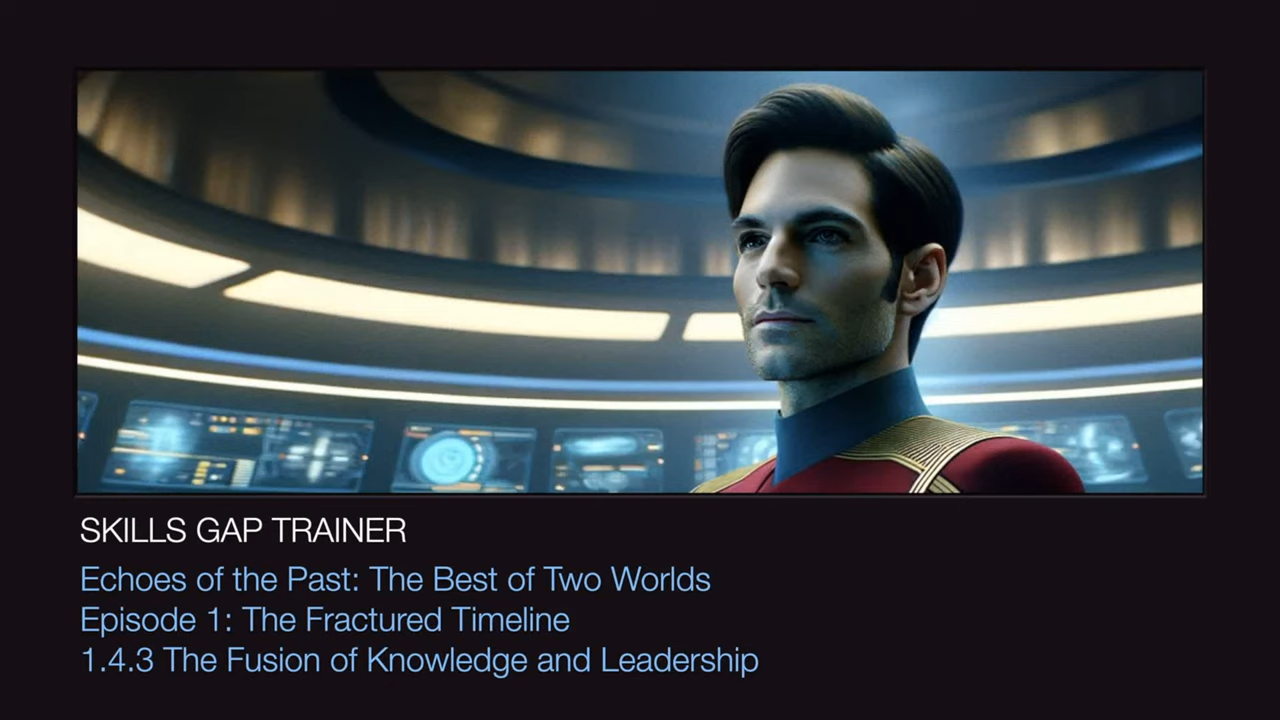 SKILLS GAP TRAINER
Echoes of the Past: The Best of Two Worlds
Episode 1: The Fractured Timeline
1.4.3 The Fusion of Knowledge and Leadership